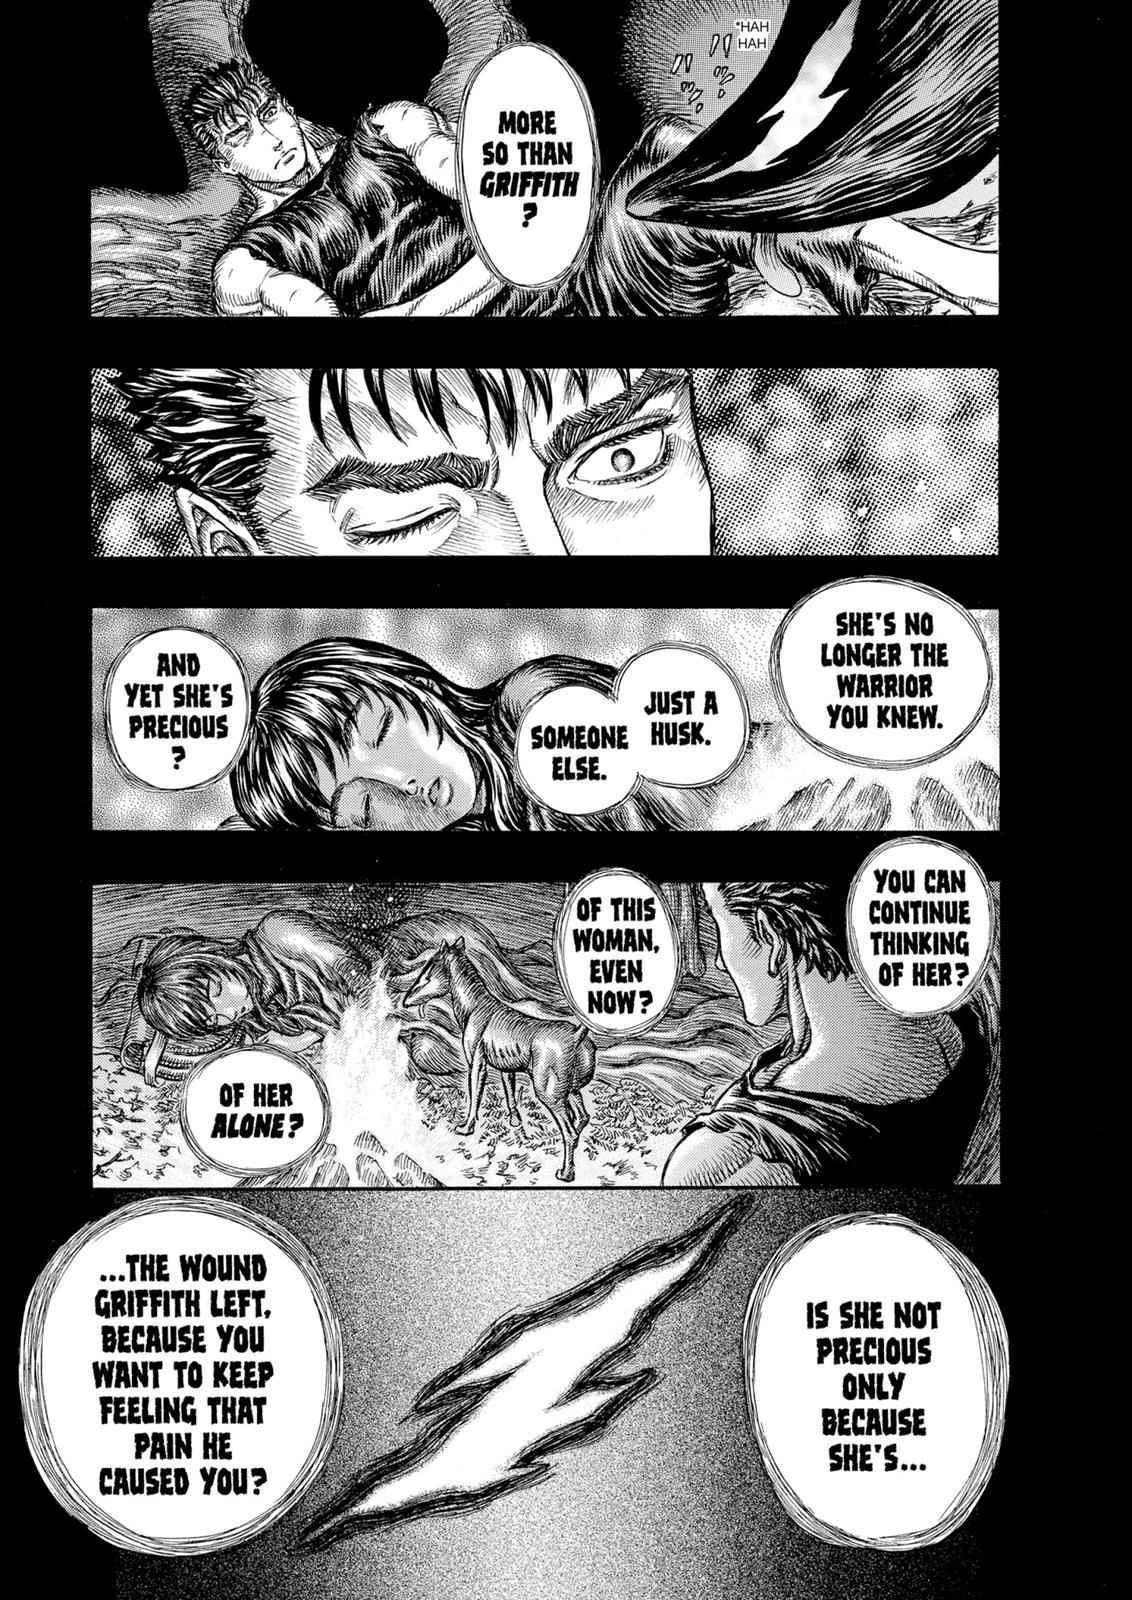 *HAH
HAH
MORE
SO THAN
GRIFFITH
?
SHE'S NO
LONGER THE
WARRIOR
YOU KNEW.
JUST A
HUSK.
SOMEONE
ELSE.
AND
YET SHE'S
PRECIOUS
?
YOU CAN
CONTINUE
THINKING
OF HER?
OF THIS
WOMAN,
EVEN
NOW?
OF HER
ALONE?
IS SHE NOT
PRECIOUS
ONLY
BECAUSE
SHE'S...
...THE WOUND
GRIFFITH LEFT,
BECAUSE YOU
WANT TO KEEP
FEELING THAT
PAIN HE
CAUSED YOU?